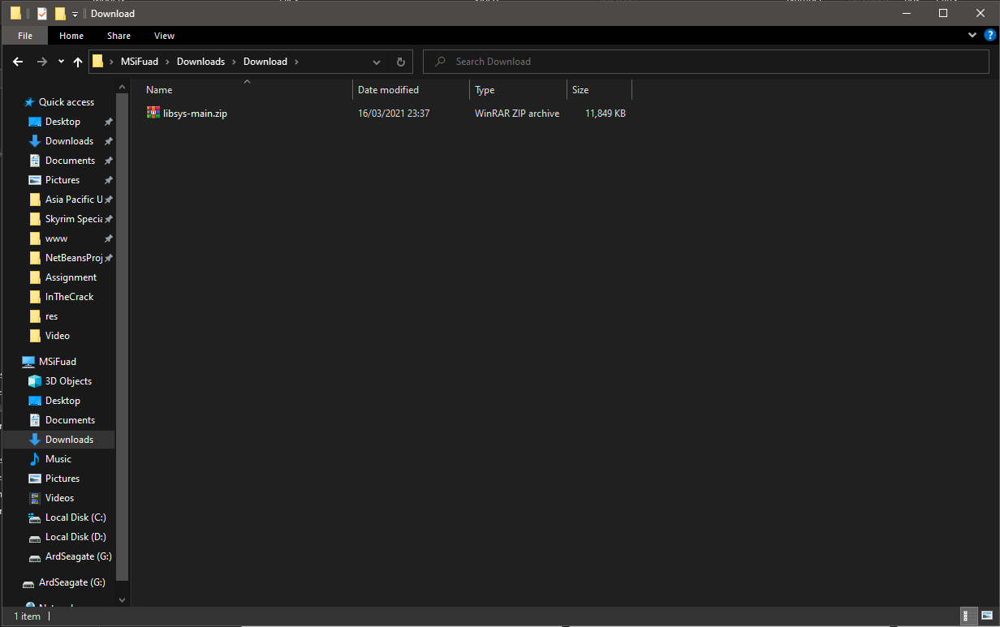 Download
File Home Share View
MSiFuad Downloads Download Search Download
Name Date modified Type Size
libsys-main.zip 16/03/2021 23:37 WinRAR ZIP archive 11,849 KB
Quick access
Desktop
Downloads
Documents
Pictures
Asia Pacific U
Skyrim Specia
www
NetBeansProj
Assignment
InTheCrack
res
Video
MSiFuad
3D Objects
Desktop
Documents
Downloads
Music
Pictures
Videos
Local Disk (C:)
Local Disk (D:)
ArdSeagate (G:)
ArdSeagate (G:)
1 item